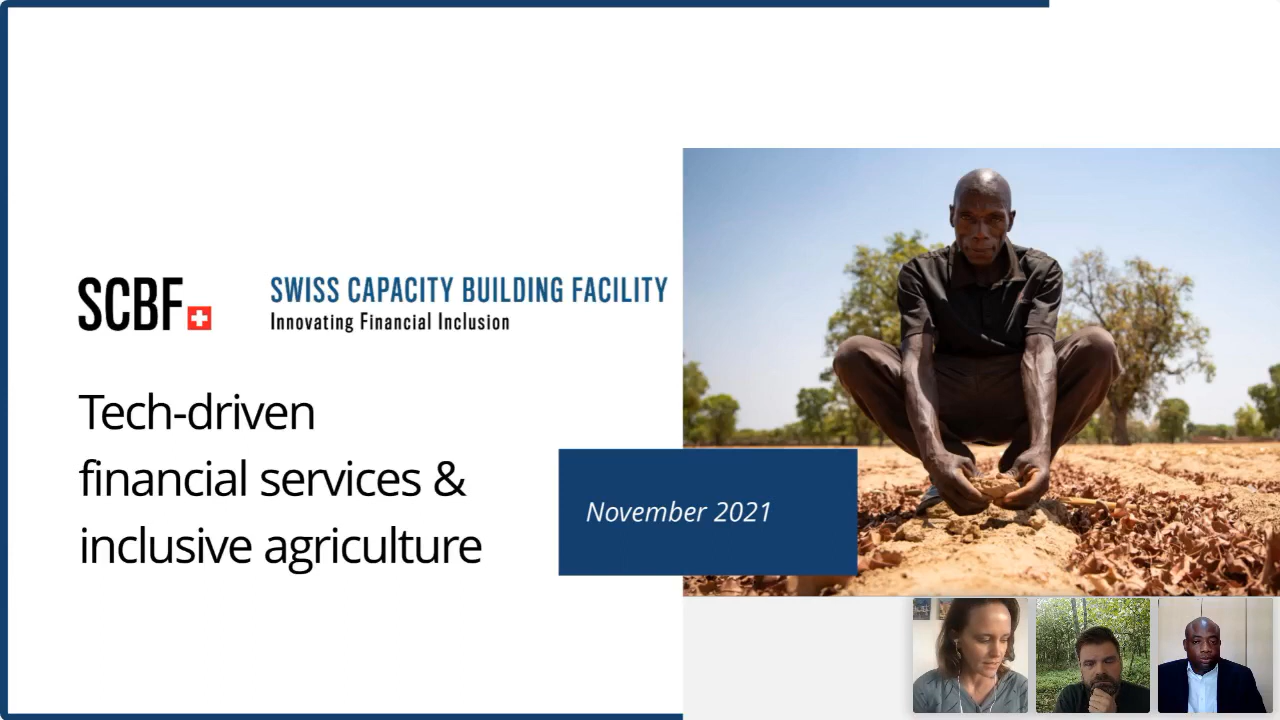 SCBF
SWISS CAPACITY BUILDING FACILITY
Innovating Financial Inclusion
Tech-driven
financial services &
inclusive agriculture
November 2021